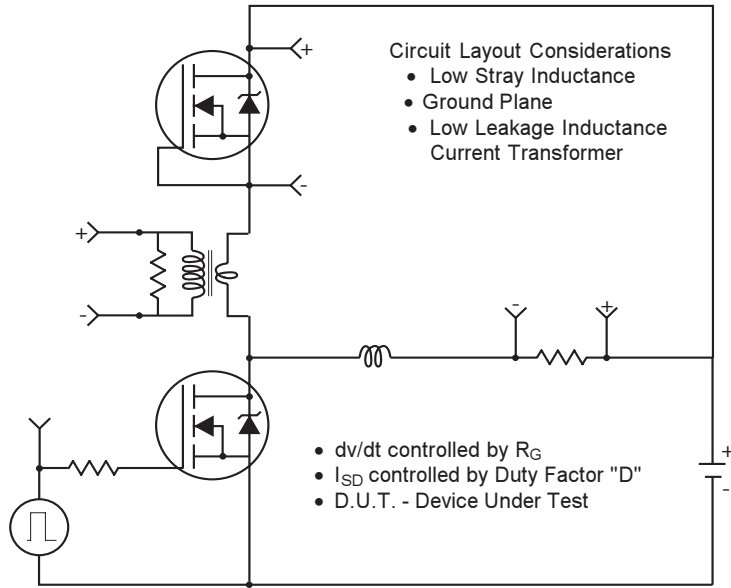 +
Circuit Layout Considerations
• Low Stray Inductance
• Ground Plane
• Low Leakage Inductance
Current Transformer
-
+
-
- +
• dv/dt controlled by RG
• ISD controlled by Duty Factor "D"
• D.U.T. - Device Under Test
+
-